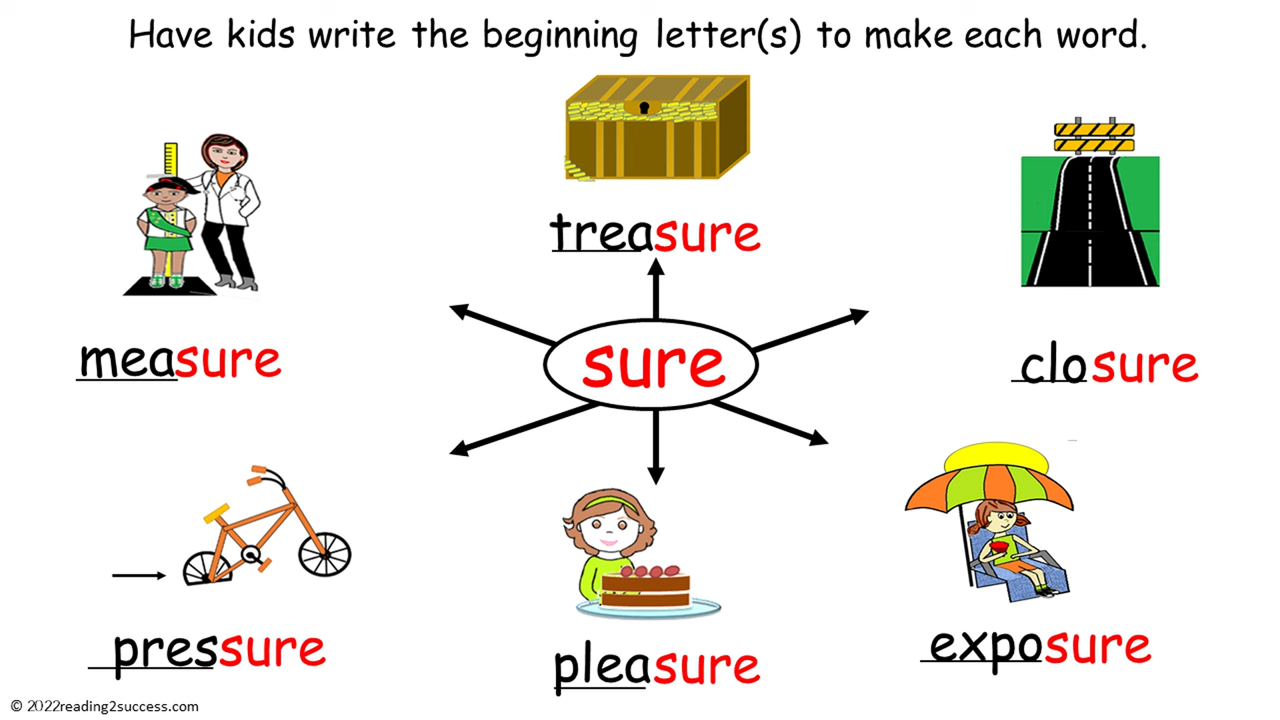 Have kids write the beginning letter(s) to make each word.
treasure
measure
sure
closure
pressure
pleasure
exposure
© 2022reading2success.com